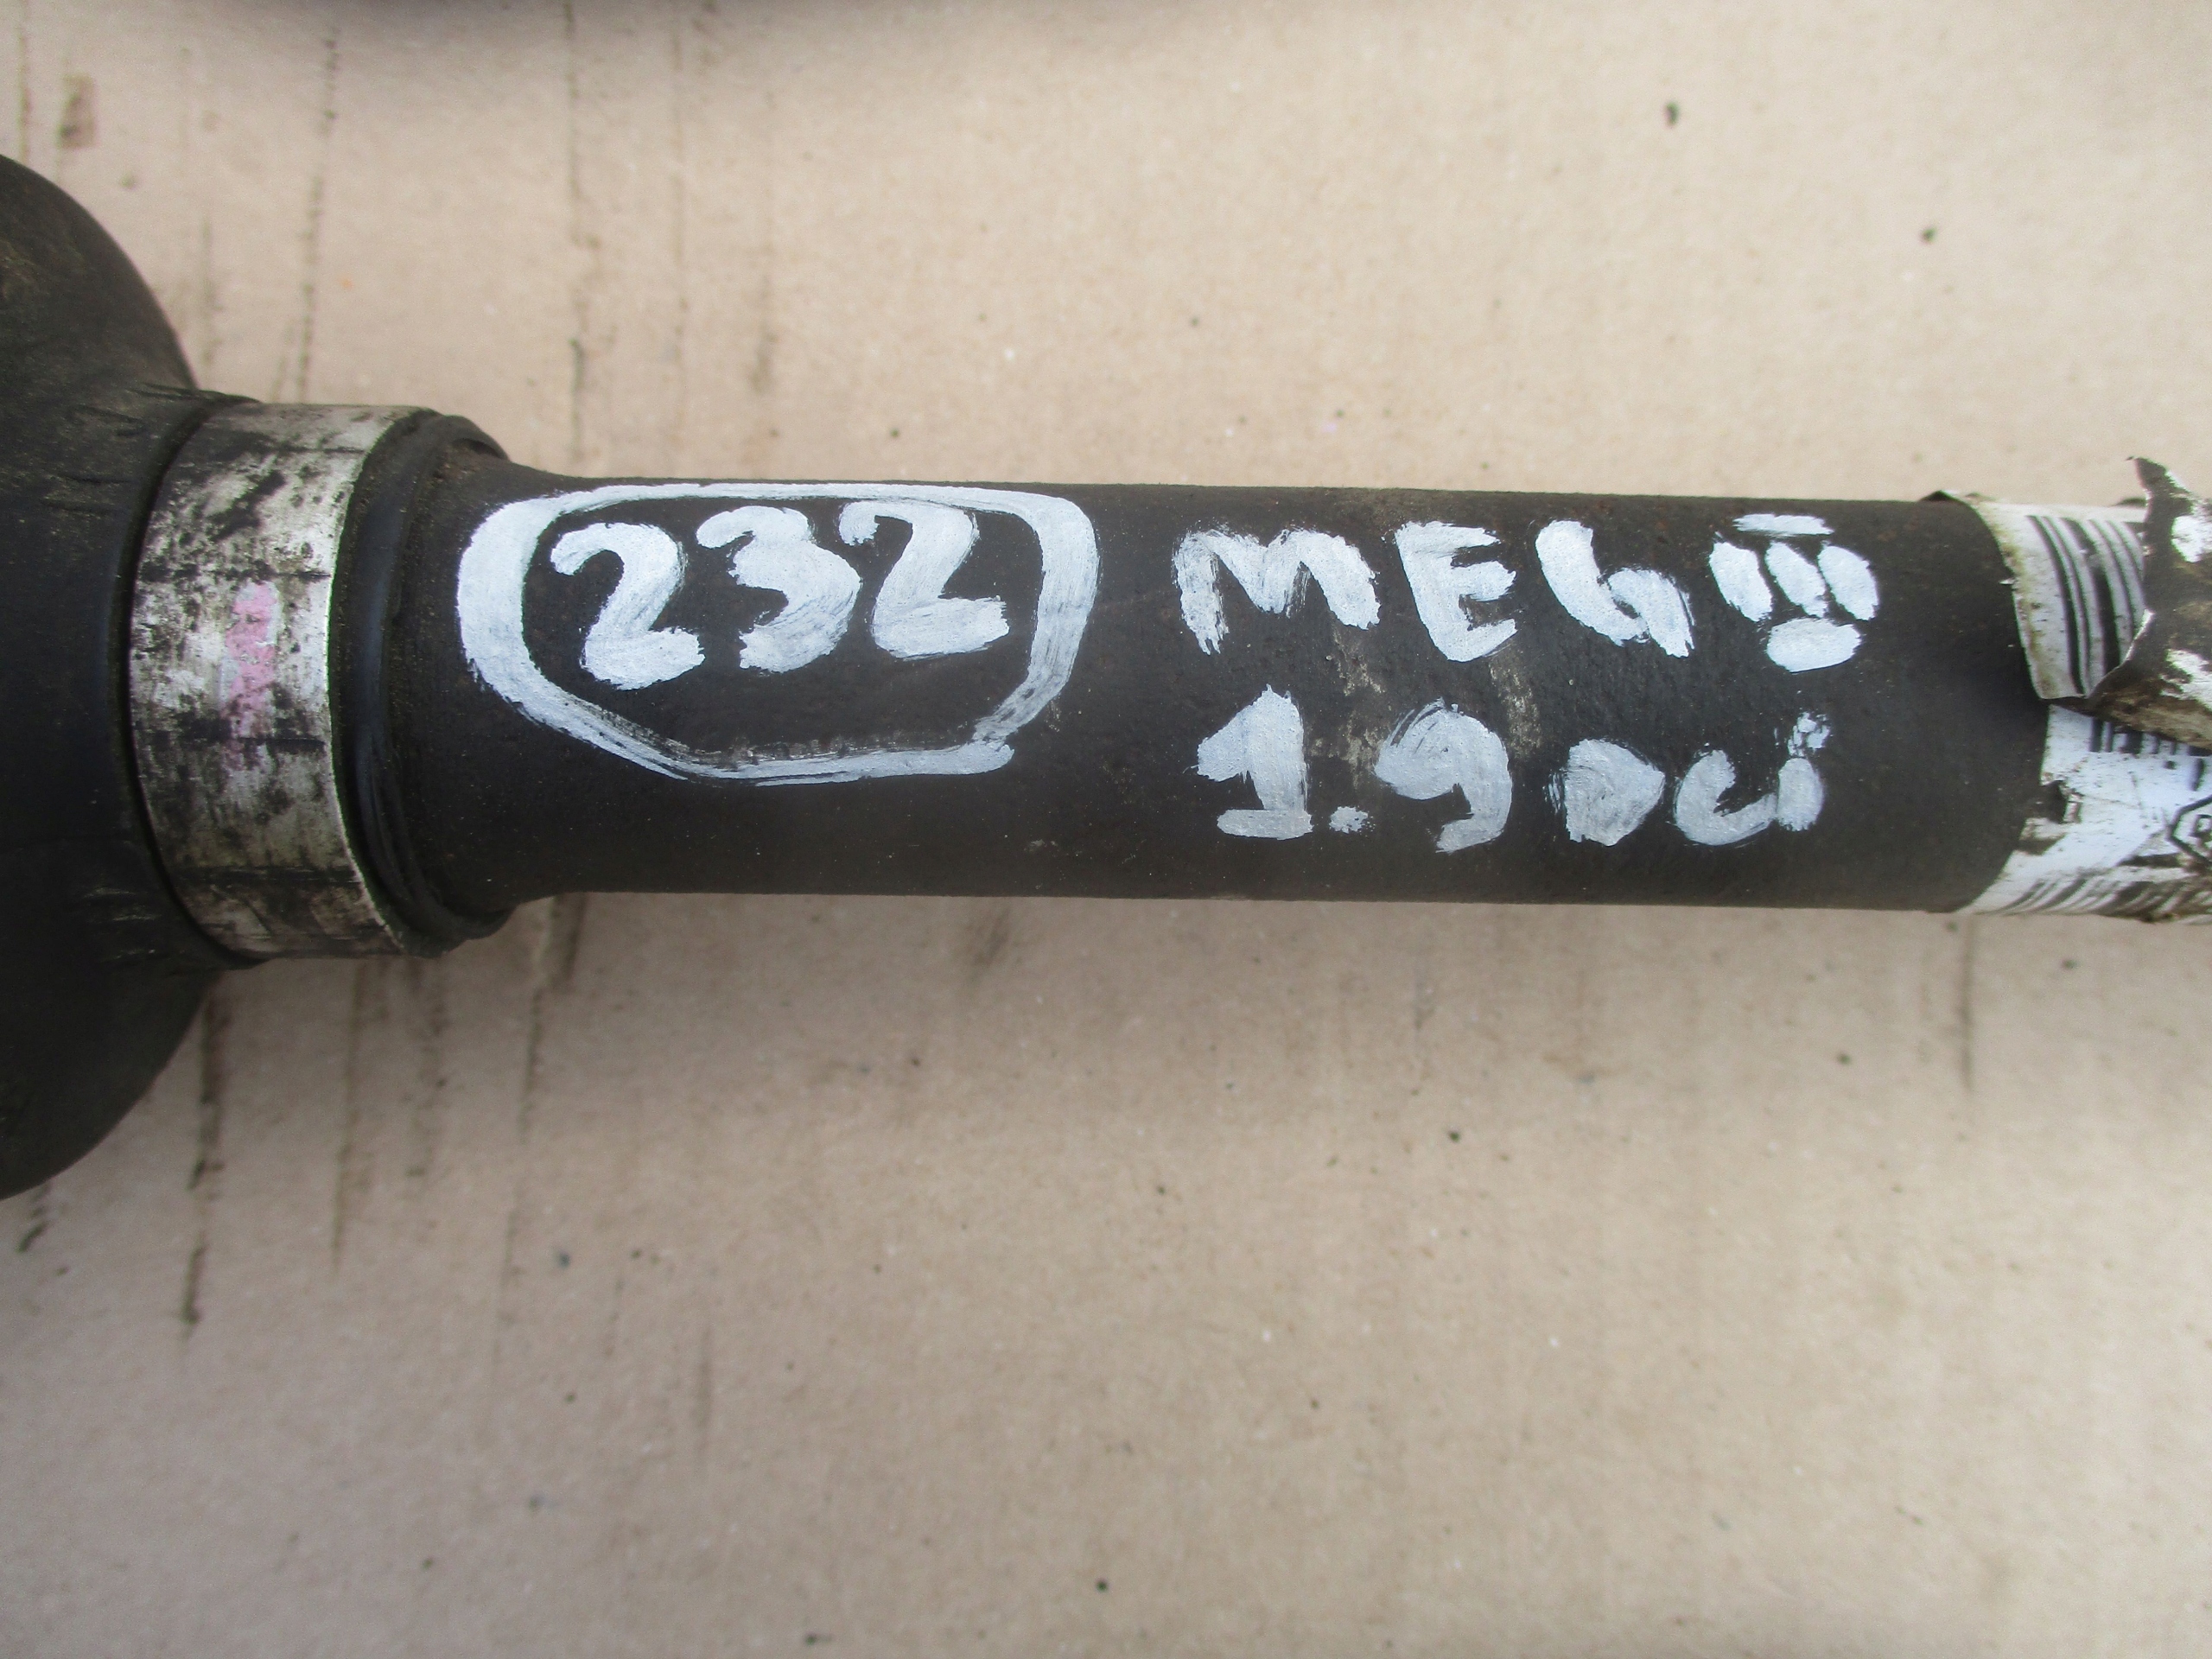 232 MEG III
1.9 DCi